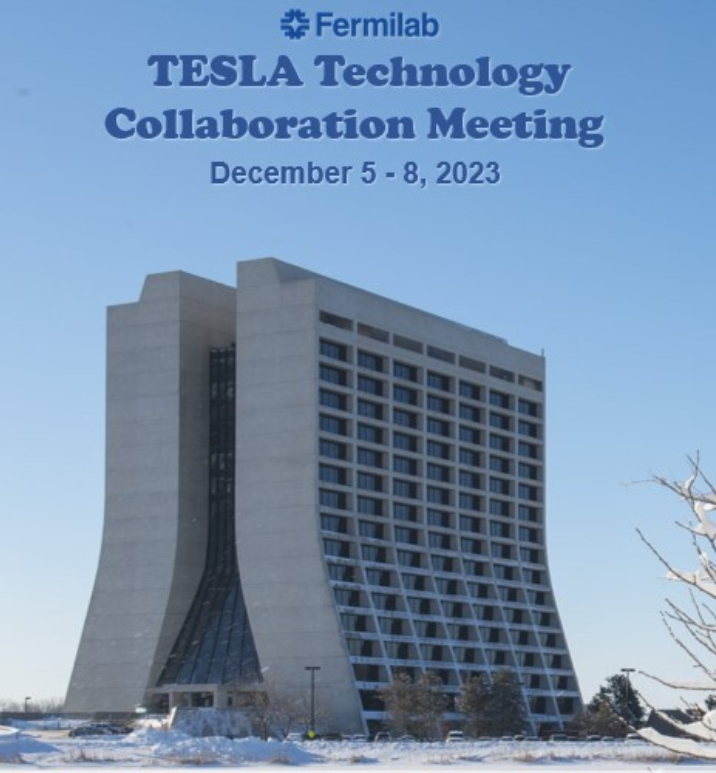 Fermilab
TESLA Technology
Collaboration Meeting
December 5 - 8, 2023